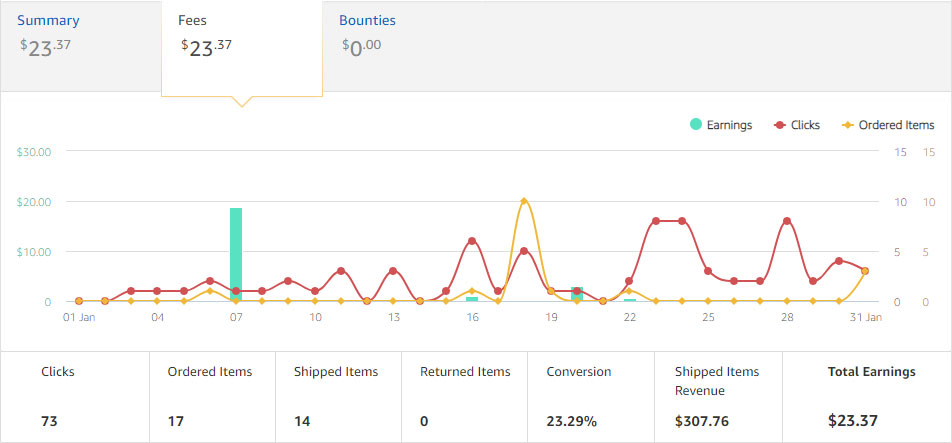 Summary Fees Bounties
$23.37 $23.37 $0.00
Earnings Clicks Ordered Items
$30.00 15 15
$20.00 10 10
$10.00 5 5
0 0 0
01 Jan 04 07 10 13 16 19 22 25 28 31 Jan
Clicks Ordered Items Shipped Items Returned Items Conversion Shipped Items Total Earnings
Revenue
73 17 14 0 23.29% $307.76 $23.37